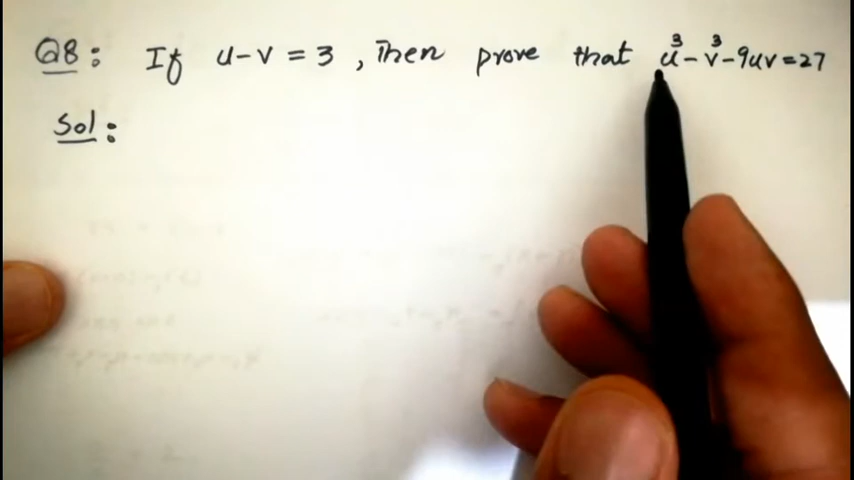 Q8: If u-v = 3, Then prove that u³-v³-9uv=27
Sol: